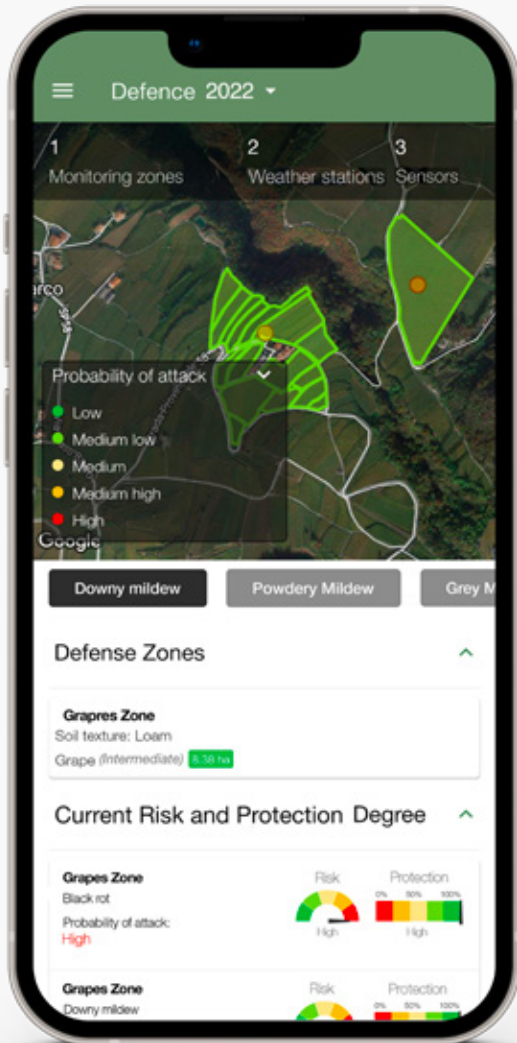 Defence 2022
1
Monitoring zones
2
Weather stations
3
Sensors
arco
Probability of attack
Low
Medium low
Medium
Medium high
High
Google
Downy mildew
Powdery Mildew
Grey M
Defense Zones
Grapres Zone
Soil texture: Loam
Grape (Intermediate) 8.38 ha
Current Risk and Protection Degree
Grapes Zone
Black rot
Probability of attack:
High
Risk
High
Protection
0% 50% 100%
High
Grapes Zone
Downy mildew
Risk
Protection
0% 50% 100%